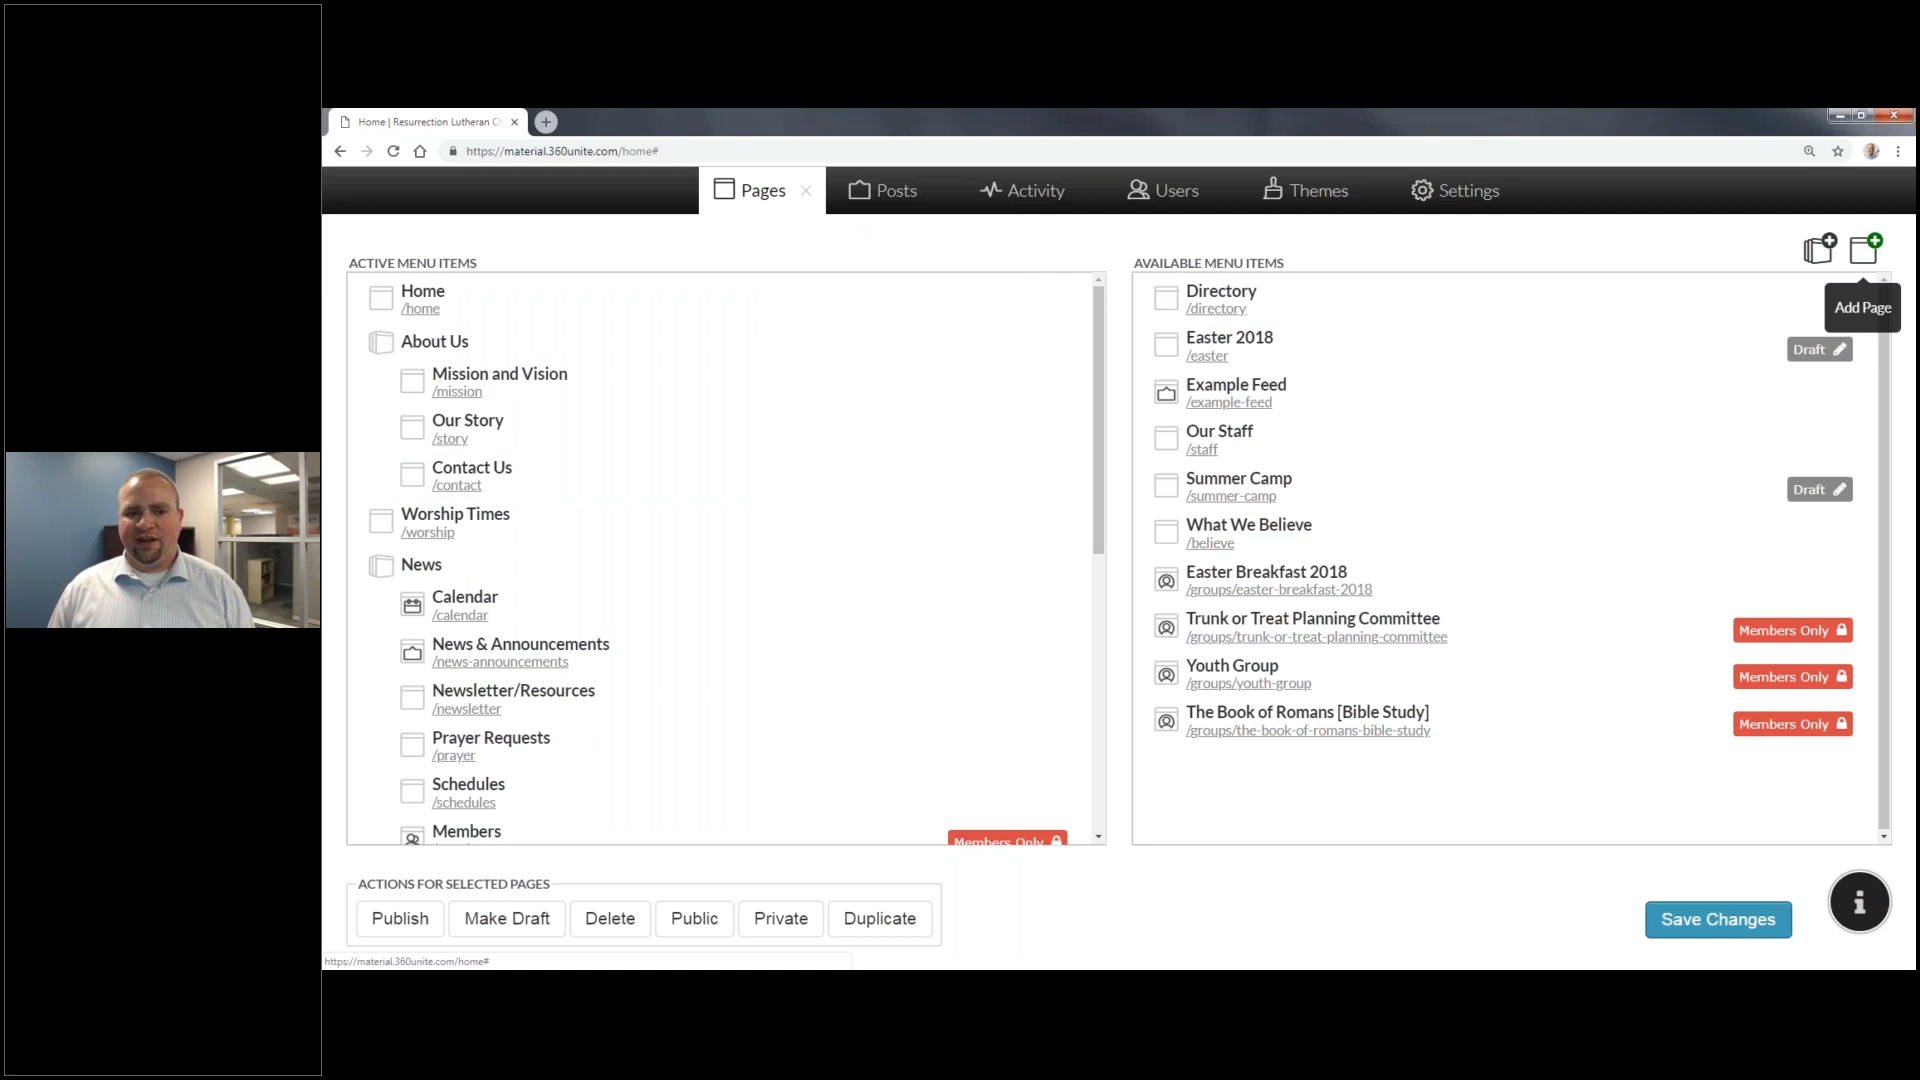 Home | Resurrection Lutheran Ch
https://material.360unite.com/home#
Pages
Posts
Activity
Users
Themes
Settings
ACTIVE MENU ITEMS
Home
/home
About Us
Mission and Vision
/mission
Our Story
/story
Contact Us
/contact
Worship Times
/worship
News
Calendar
/calendar
News & Announcements
/news-announcements
Newsletter/Resources
/newsletter
Prayer Requests
/prayer
Schedules
/schedules
Members
Members Only
AVAILABLE MENU ITEMS
Add Page
Directory
/directory
Easter 2018
/easter
Draft
Example Feed
/example-feed
Our Staff
/staff
Summer Camp
/summer-camp
Draft
What We Believe
/believe
Easter Breakfast 2018
/groups/easter-breakfast-2018
Trunk or Treat Planning Committee
/groups/trunk-or-treat-planning-committee
Members Only
Youth Group
/groups/youth-group
Members Only
The Book of Romans [Bible Study]
/groups/the-book-of-romans-bible-study
Members Only
ACTIONS FOR SELECTED PAGES
Publish
Make Draft
Delete
Public
Private
Duplicate
Save Changes
https://material.360unite.com/home#